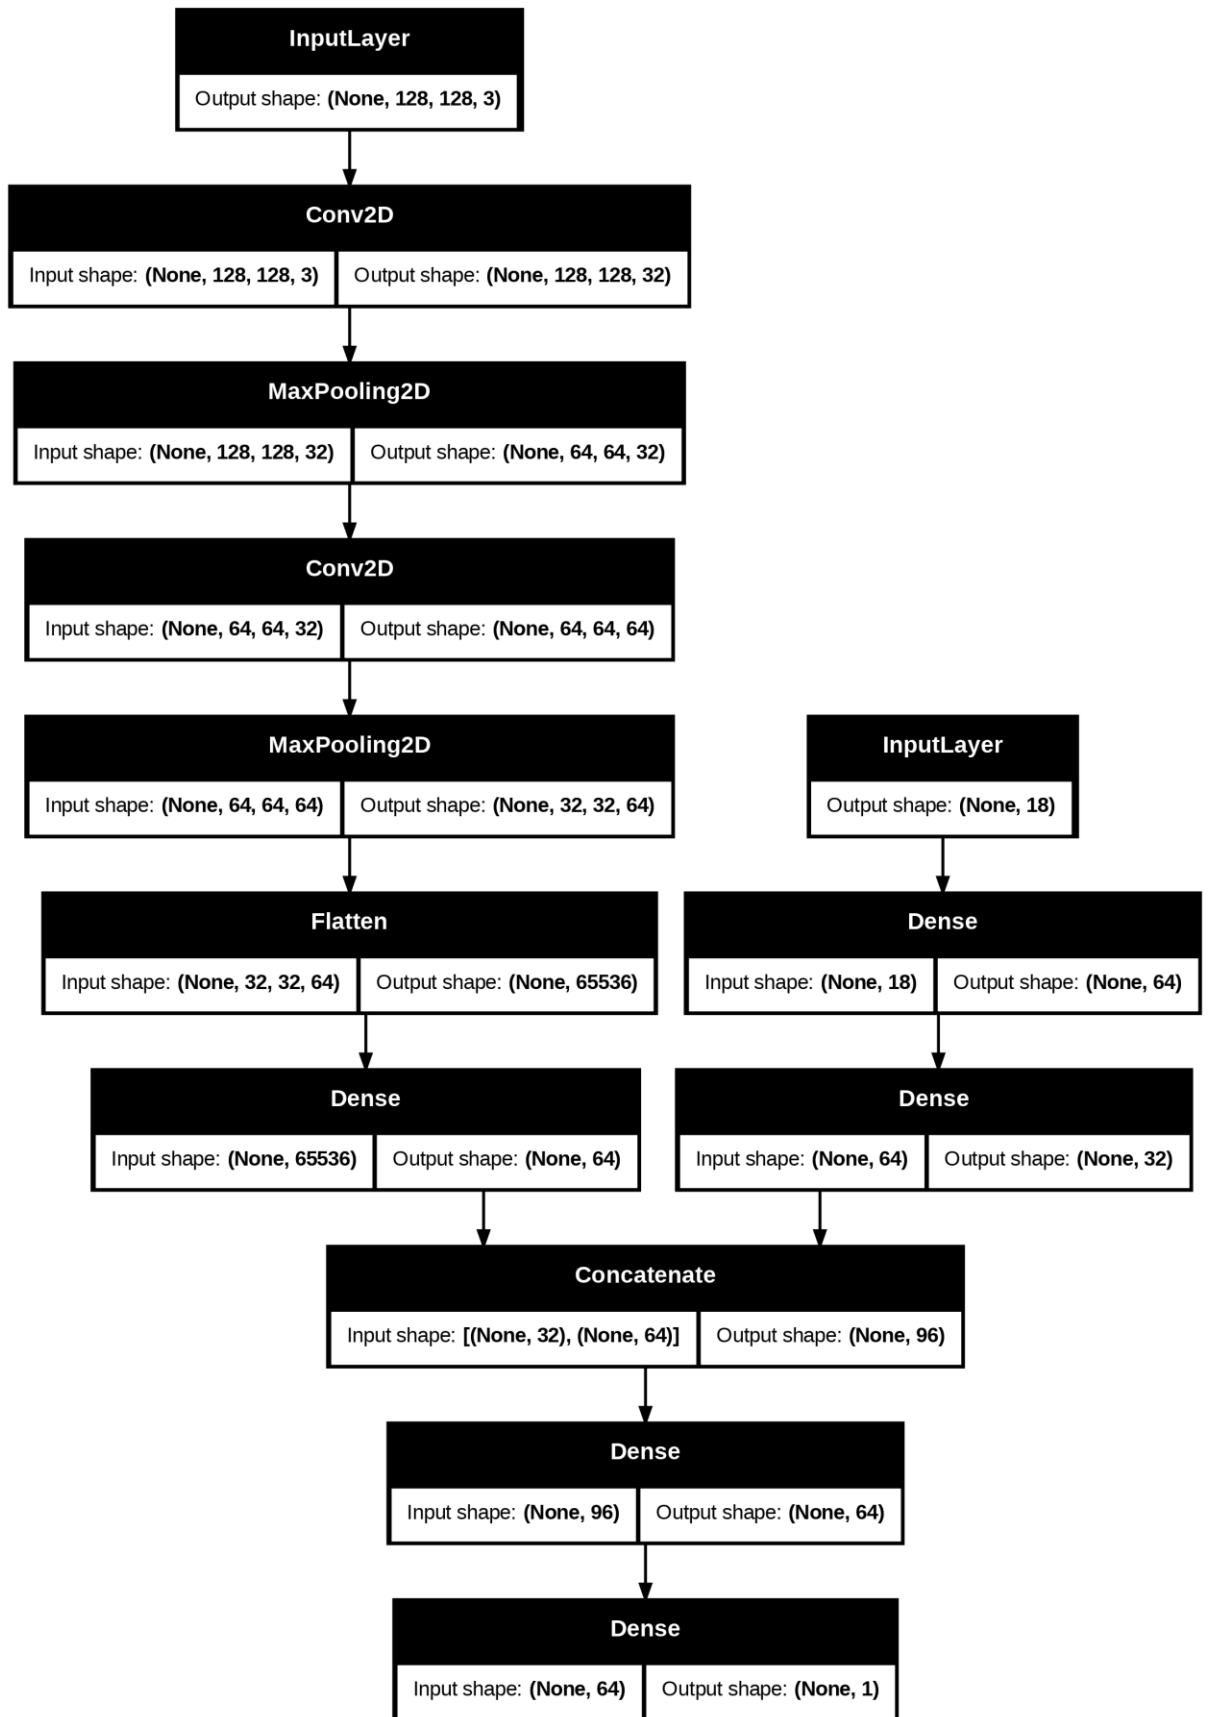 InputLayer
Output shape: (None, 128, 128, 3)
Conv2D
Input shape: (None, 128, 128, 3) Output shape: (None, 128, 128, 32)
MaxPooling2D
Input shape: (None, 128, 128, 32) Output shape: (None, 64, 64, 32)
Conv2D
Input shape: (None, 64, 64, 32) Output shape: (None, 64, 64, 64)
MaxPooling2D
Input shape: (None, 64, 64, 64) Output shape: (None, 32, 32, 64)
InputLayer
Output shape: (None, 18)
Flatten
Input shape: (None, 32, 32, 64) Output shape: (None, 65536)
Dense
Input shape: (None, 18) Output shape: (None, 64)
Dense
Input shape: (None, 65536) Output shape: (None, 64)
Dense
Input shape: (None, 64) Output shape: (None, 32)
Concatenate
Input shape: [(None, 32), (None, 64)] Output shape: (None, 96)
Dense
Input shape: (None, 96) Output shape: (None, 64)
Dense
Input shape: (None, 64) Output shape: (None, 1)